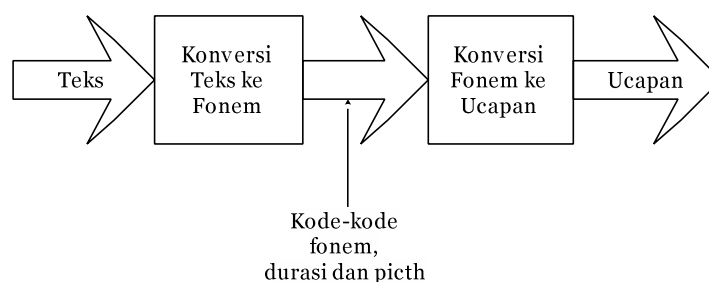 Teks
Konversi
Teks ke
Fonem
Konversi
Fonem ke
Ucapan
Ucapan
Kode-kode
fonem,
durasi dan picth